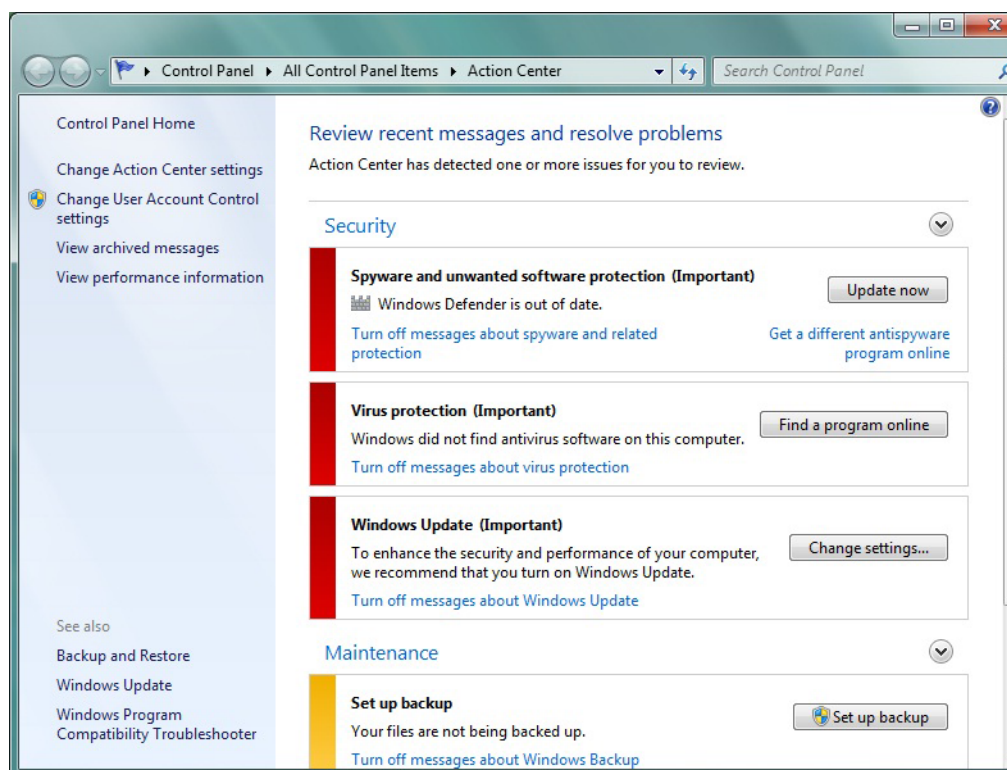 Control Panel ▸ All Control Panel Items ▸ Action Center
Search Control Panel
Control Panel Home
Change Action Center settings
Change User Account Control
settings
View archived messages
View performance information
See also
Backup and Restore
Windows Update
Windows Program
Compatibility Troubleshooter
Review recent messages and resolve problems
Action Center has detected one or more issues for you to review.
Security
Spyware and unwanted software protection (Important)
Windows Defender is out of date.
Update now
Turn off messages about spyware and related
protection
Get a different antispyware
program online
Virus protection (Important)
Windows did not find antivirus software on this computer.
Find a program online
Turn off messages about virus protection
Windows Update (Important)
To enhance the security and performance of your computer,
we recommend that you turn on Windows Update.
Change settings...
Turn off messages about Windows Update
Maintenance
Set up backup
Your files are not being backed up.
Set up backup
Turn off messages about Windows Backup